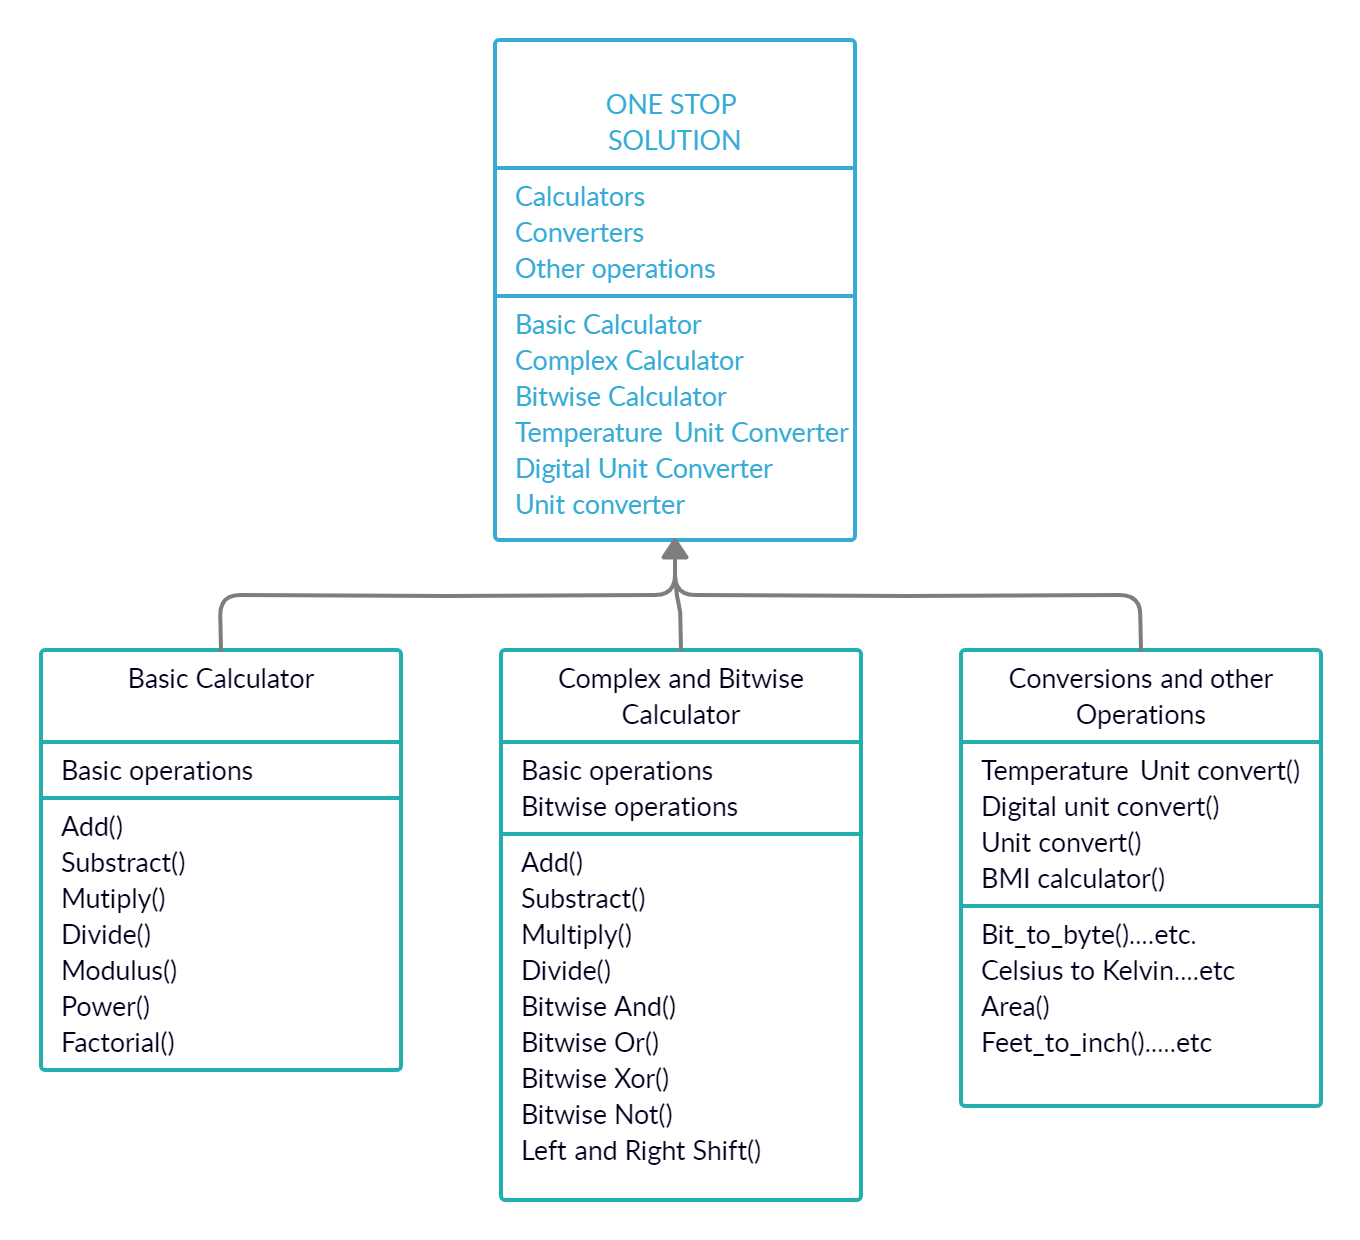 ONE STOP
SOLUTION
Calculators
Converters
Other operations
Basic Calculator
Complex Calculator
Bitwise Calculator
Temperature Unit Converter
Digital Unit Converter
Unit converter
Basic Calculator
Basic operations
Add()
Substract()
Mutiply()
Divide()
Modulus()
Power()
Factorial()
Complex and Bitwise
Calculator
Basic operations
Bitwise operations
Add()
Substract()
Multiply()
Divide()
Bitwise And()
Bitwise Or()
Bitwise Xor()
Bitwise Not()
Left and Right Shift()
Conversions and other
Operations
Temperature Unit convert()
Digital unit convert()
Unit convert()
BMI calculator()
Bit_to_byte()....etc.
Celsius to Kelvin....etc
Area()
Feet_to_inch().....etc